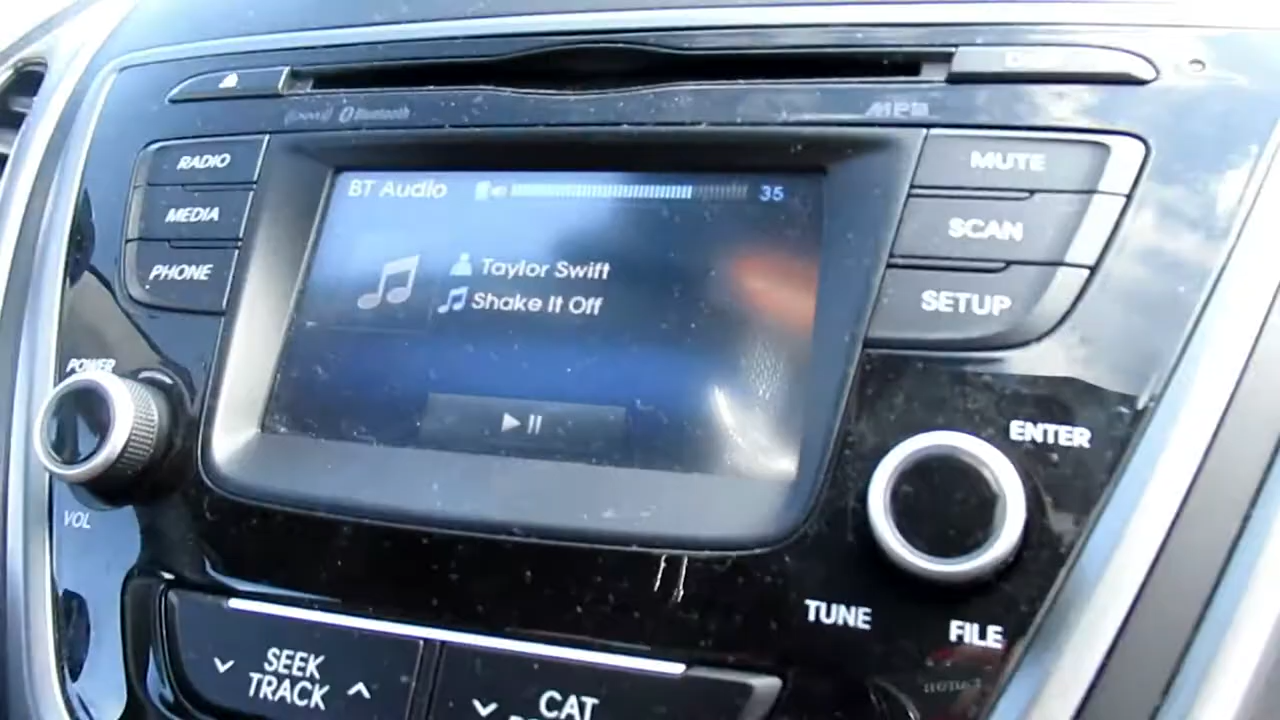 Bluetooth
MP3
RADIO
MEDIA
PHONE
MUTE
SCAN
SETUP
BT Audio 35
Taylor Swift
Shake It Off
POWER
VOL
ENTER
TUNE
FILE
SEEK
TRACK
CAT